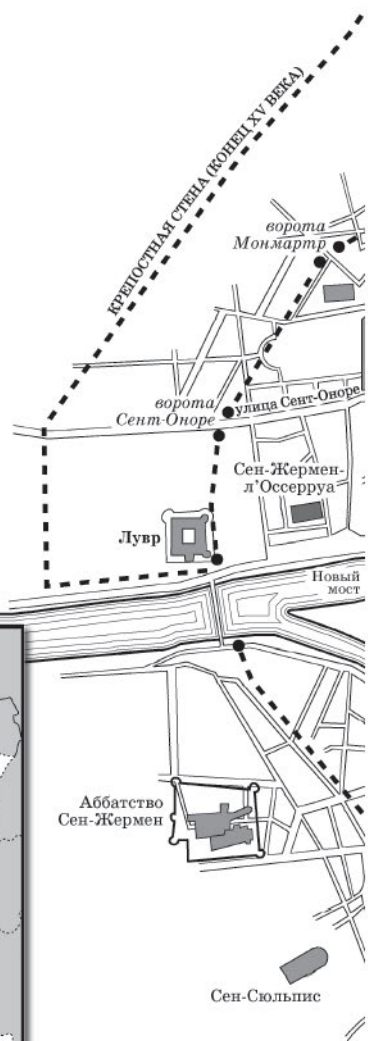 КРЕПОСТНАЯ СТЕНА (КОНЕЦ XV ВЕКА)
ворота
Монмартр
ворота
Сент-Оноре
улица Сент-Оноре
Сен-Жермен-
л’Оссерруа
Лувр
Новый
мост
Аббатство
Сен-Жермен
Сен-Сюльпис